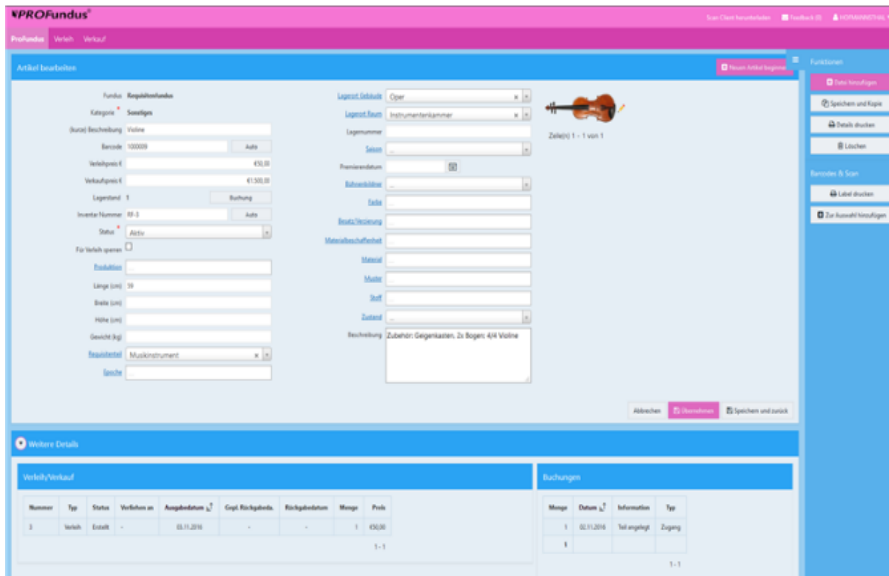 PROFundus®
Scan Client herunterladen Feedback (0)
Profundus Verleih Verkauf
Artikel bearbeiten
Neuen Artikel beginnen
Fundus Requisitenfundus
Kategorie * Sonstiges
(kurze) Beschreibung Violine
Barcode 100009 Auto
Verleihpreis € €50,00
Verkaufspreis € €1.500,00
Lagerstand 1 Buchung
Inventar Nummer Auto
Status * Aktiv
Für Verleih sperren
Produktion ...
Länge (cm) 59
Breite (cm)
Höhe (cm)
Gewicht (kg)
Requisitenteil Musikinstrument
Epoche ...
Lagerort Gebäude Oper
Lagerort Raum Instrumentenkammer
Lagernummer
Saison ...
Premierendatum
Bühnenbildner ...
Farbe ...
Besatz/Verzierung ...
Materialbeschaffenheit ...
Material ...
Muster ...
Stoff ...
Zustand ...
Beschreibung Zubehör: Geigenkasten, 2x Bogen; 4/4 Violine
Zeile(n) 1 - 1 von 1
Abbrechen Übernehmen Speichern und zurück
Funktionen
Datei hinzufügen
Speichern und Kopie
Details drucken
Löschen
Barcodes & Scan
Label drucken
Zur Auswahl hinzufügen
Weitere Details
Verleih/Verkauf
Nummer Typ Status Verliehen an Ausgabedatum Gepl. Rückgabeda. Rückgabedatum Menge Preis
3 Verleih Erstellt - 03.11.2016 - - 1 €50,00
1 - 1
Buchungen
Menge Datum Information Typ
1 02.11.2016 Teil angelegt Zugang
1
1 - 1